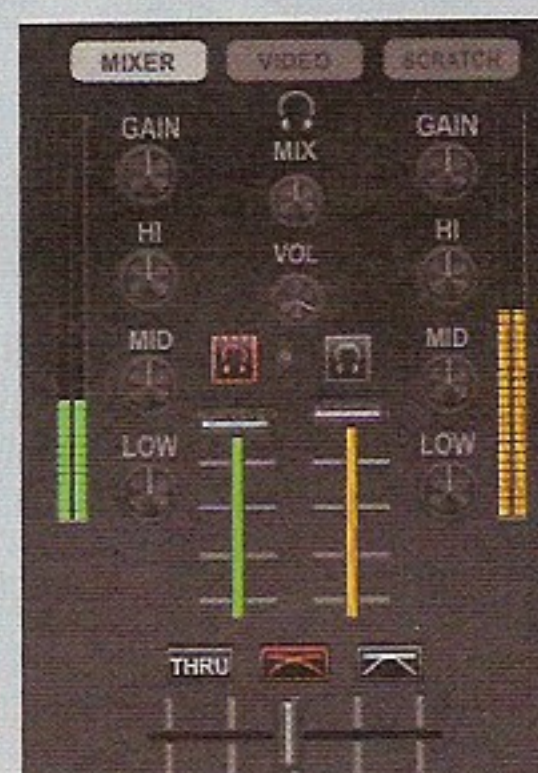 MIXER VIDEO SCRATCH
GAIN MIX GAIN
HI VOL HI
MID MID
LOW LOW
THRU